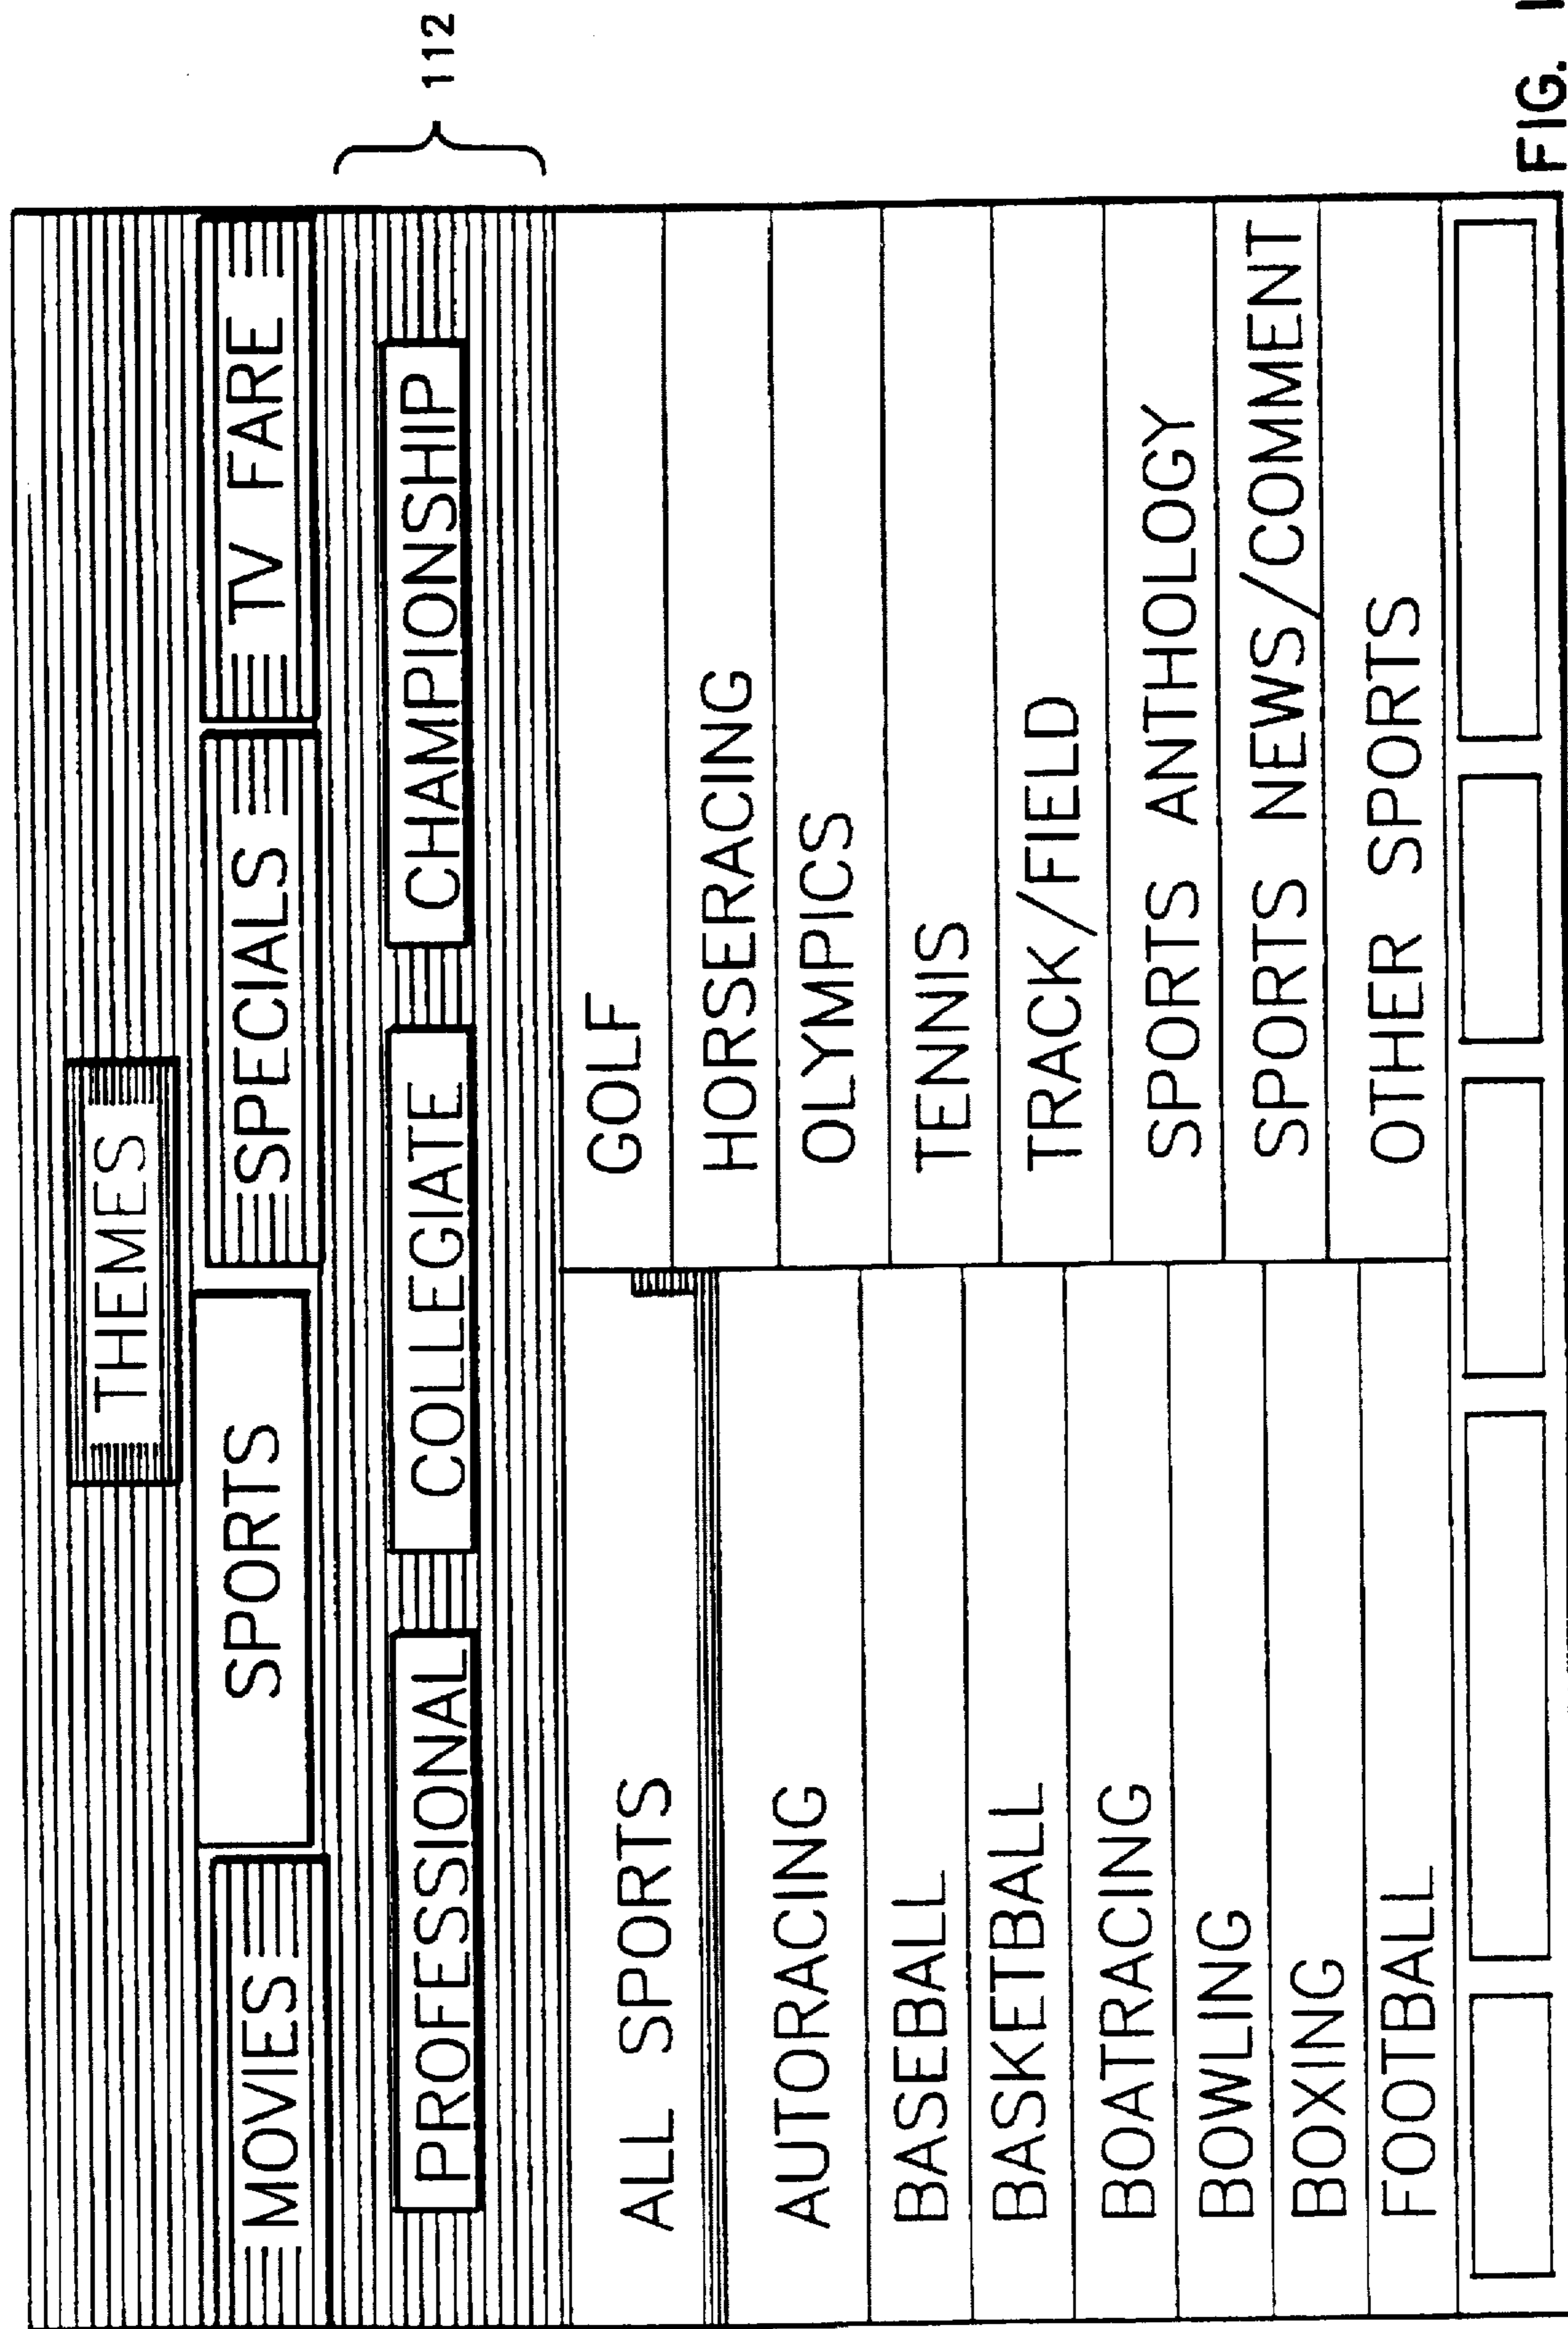 THEMES
MOVIES SPORTS SPECIALS TV FARE
PROFESSIONAL COLLEGIATE CHAMPIONSHIP
112
ALL SPORTS
AUTORACING
BASEBALL
BASKETBALL
BOATRACING
BOWLING
BOXING
FOOTBALL
GOLF
HORSERACING
OLYMPICS
TENNIS
TRACK/FIELD
SPORTS ANTHOLOGY
SPORTS NEWS/COMMENT
OTHER SPORTS
FIG.